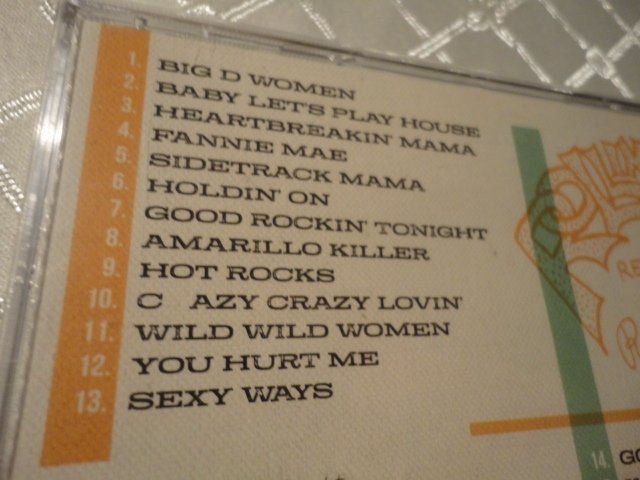 1. BIG D WOMEN
2. BABY LET'S PLAY HOUSE
3. HEARTBREAKIN' MAMA
4. FANNIE MAE
5. SIDETRACK MAMA
6. HOLDIN' ON
7. GOOD ROCKIN' TONIGHT
8. AMARILLO KILLER
9. HOT ROCKS
10. C AZY CRAZY LOVIN'
11. WILD WILD WOMEN
12. YOU HURT ME
13. SEXY WAYS
14.